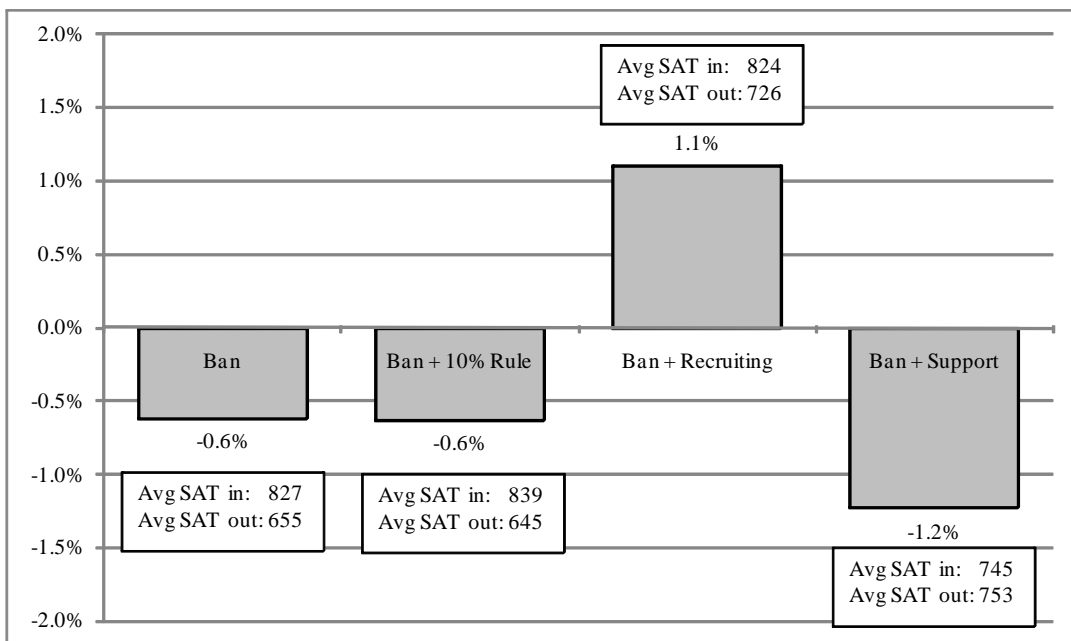 2.0%
Avg SAT in: 824
Avg SAT out: 726
1.5%
1.1%
1.0%
0.5%
0.0%
Ban
Ban + 10% Rule
Ban + Recruiting
Ban + Support
-0.5%
-0.6%
-0.6%
-1.0%
Avg SAT in: 827
Avg SAT out: 655
Avg SAT in: 839
Avg SAT out: 645
-1.2%
-1.5%
Avg SAT in: 745
Avg SAT out: 753
-2.0%